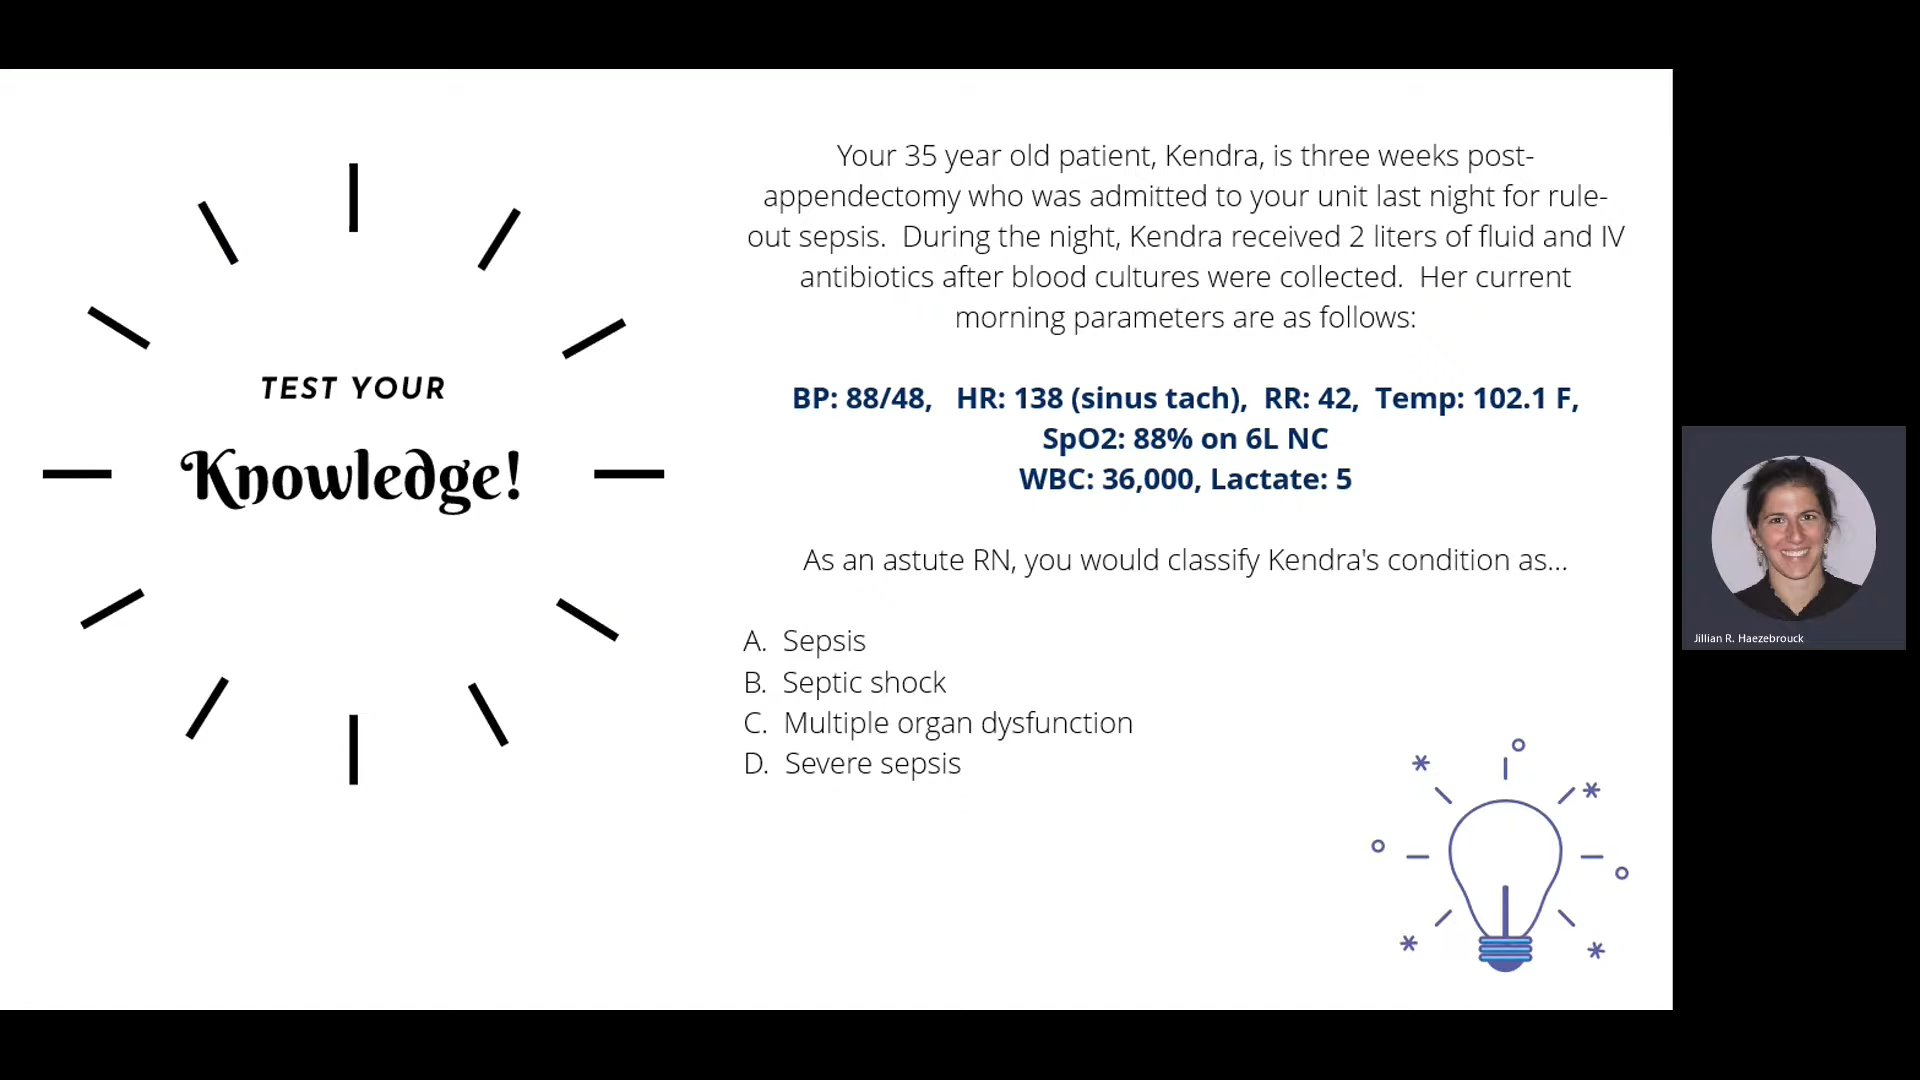 TEST YOUR
Knowledge!
Your 35 year old patient, Kendra, is three weeks post-
appendectomy who was admitted to your unit last night for rule-
out sepsis.  During the night, Kendra received 2 liters of fluid and IV
antibiotics after blood cultures were collected.  Her current
morning parameters are as follows:
BP: 88/48,   HR: 138 (sinus tach),  RR: 42,  Temp: 102.1 F,
SpO2: 88% on 6L NC
WBC: 36,000, Lactate: 5
As an astute RN, you would classify Kendra's condition as...
A.  Sepsis
B.  Septic shock
C.  Multiple organ dysfunction
D.  Severe sepsis
Jillian R. Haezebrouck